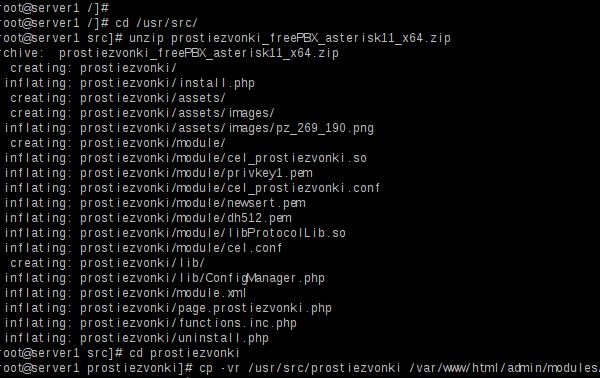 root@server1 /]#
root@server1 /]# cd /usr/src/
root@server1 src]# unzip prostiezvonki_freePBX_asterisk11_x64.zip
rchive:  prostiezvonki_freePBX_asterisk11_x64.zip
creating: prostiezvonki/
inflating: prostiezvonki/install.php
creating: prostiezvonki/assets/
creating: prostiezvonki/assets/images/
inflating: prostiezvonki/assets/images/pz_269_190.png
creating: prostiezvonki/module/
inflating: prostiezvonki/module/cel_prostiezvonki.so
inflating: prostiezvonki/module/privkey1.pem
inflating: prostiezvonki/module/cel_prostiezvonki.conf
inflating: prostiezvonki/module/newsert.pem
inflating: prostiezvonki/module/dh512.pem
inflating: prostiezvonki/module/libProtocolLib.so
inflating: prostiezvonki/module/cel.conf
creating: prostiezvonki/lib/
inflating: prostiezvonki/lib/ConfigManager.php
inflating: prostiezvonki/module.xml
inflating: prostiezvonki/page.prostiezvonki.php
inflating: prostiezvonki/functions.inc.php
inflating: prostiezvonki/uninstall.php
root@server1 src]# cd prostiezvonki
root@server1 prostiezvonki]# cp -vr /usr/src/prostiezvonki /var/www/html/admin/modules/